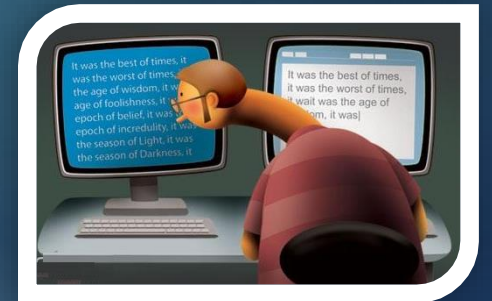 It was the best of times, it
was the worst of times,
the age of wisdom, it w
age of foolishness, it
epoch of belief, it was
epoch of incredulity, it was
the season of Light, it was
the season of Darkness, it
It was the best of times,
it was the worst of times,
it wait was the age of
om, it was